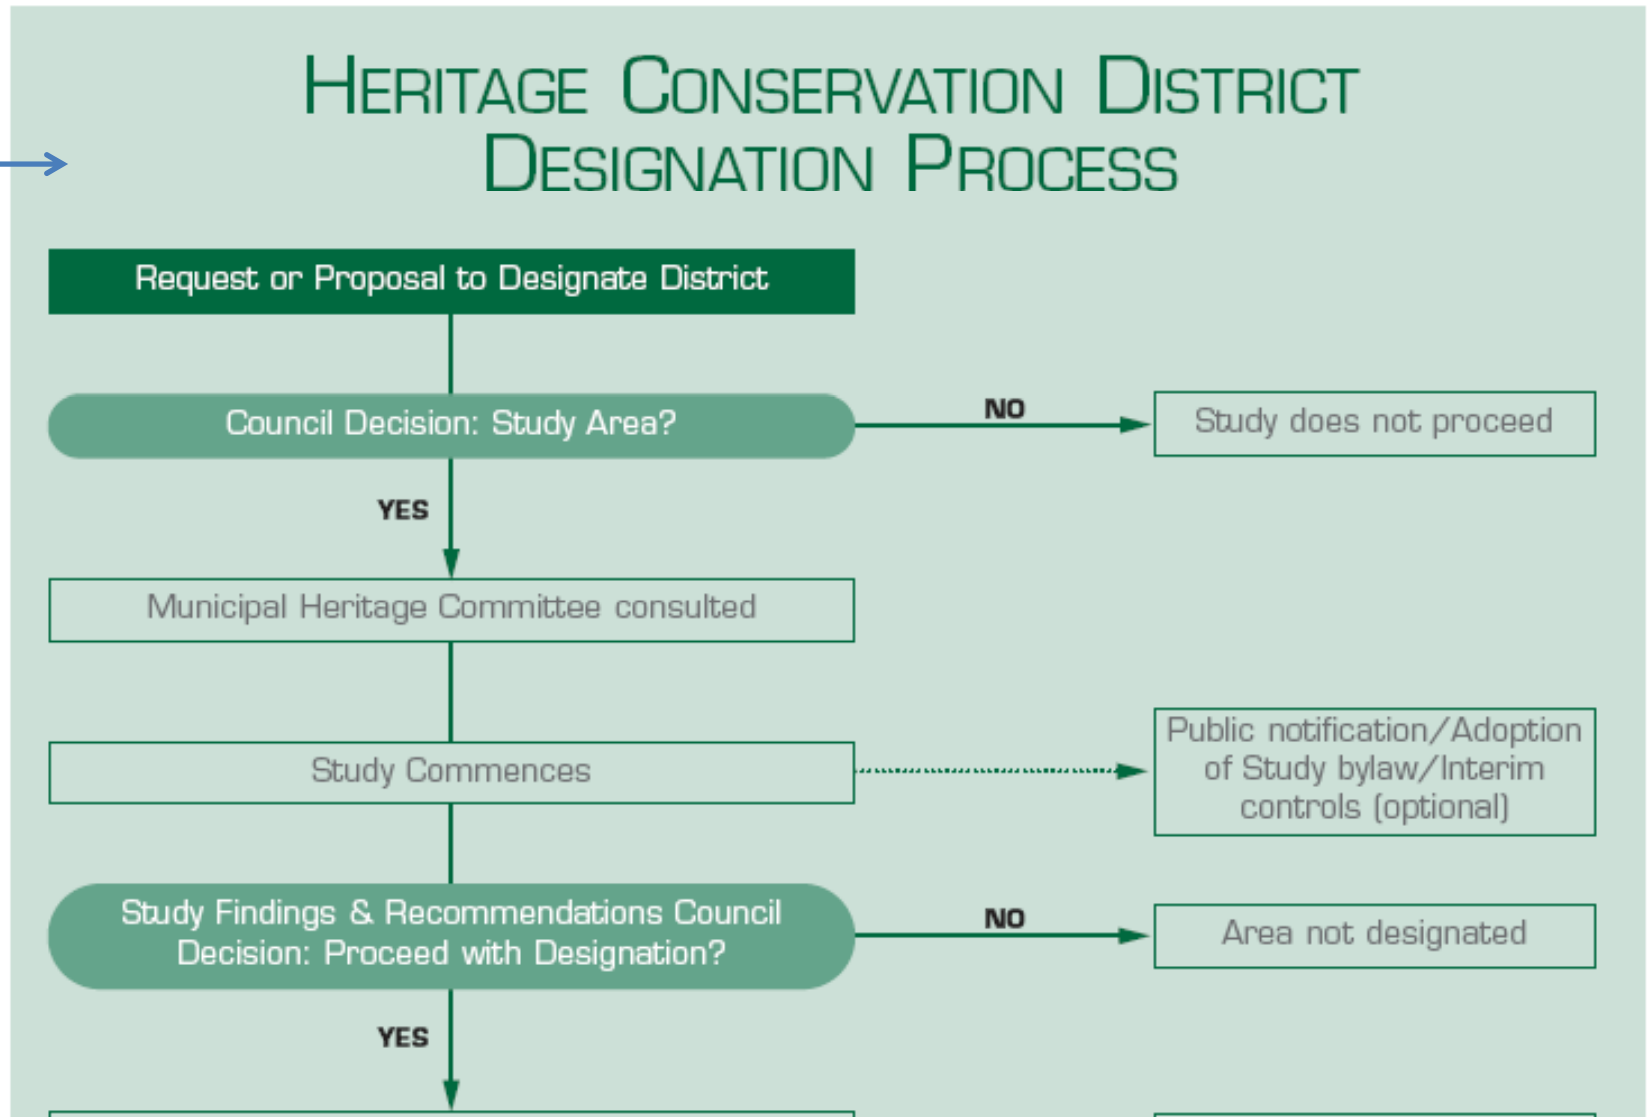 HERITAGE CONSERVATION DISTRICT
DESIGNATION PROCESS
Request or Proposal to Designate District
Council Decision: Study Area?
NO
Study does not proceed
YES
Municipal Heritage Committee consulted
Study Commences
Public notification/Adoption
of Study bylaw/Interim
controls (optional)
Study Findings & Recommendations Council
Decision: Proceed with Designation?
NO
Area not designated
YES